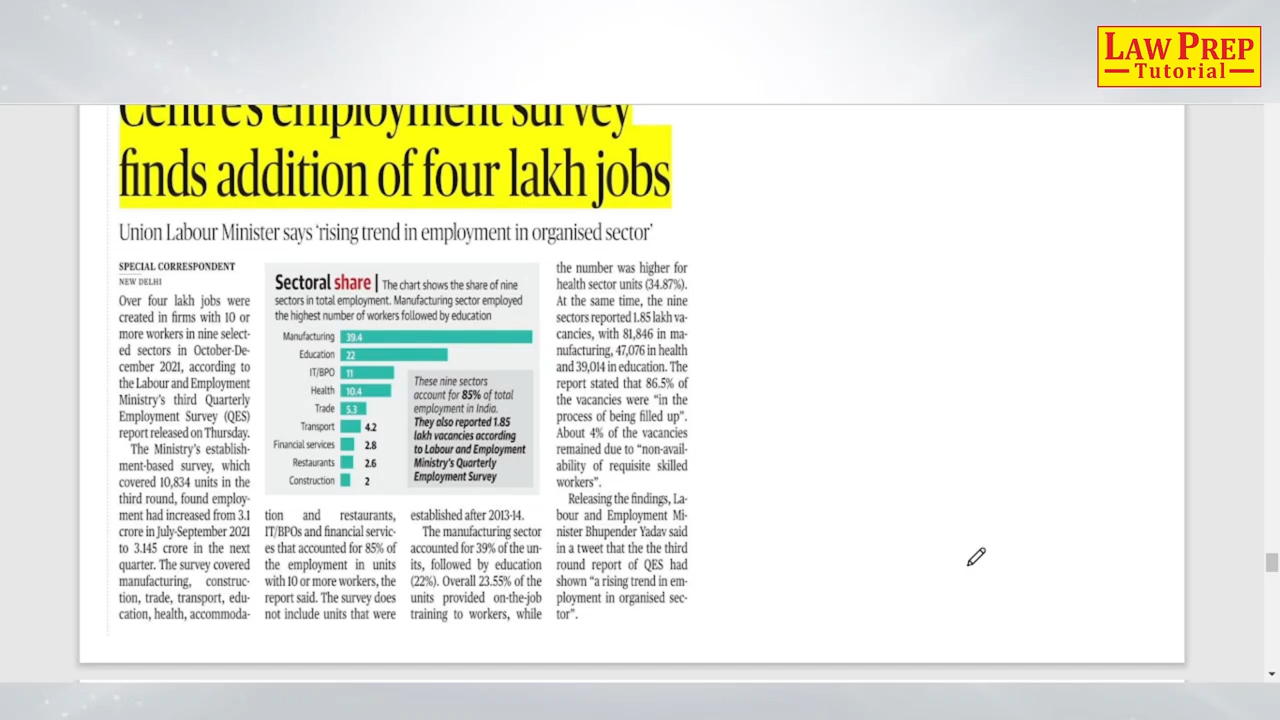 LAW PREP
Tutorial
Centre's employment survey
finds addition of four lakh jobs
Union Labour Minister says ‘rising trend in employment in organised sector’
SPECIAL CORRESPONDENT
NEW DELHI
Over four lakh jobs were
created in firms with 10 or
more workers in nine select-
ed sectors in October-De-
cember 2021, according to
the Labour and Employment
Ministry's third Quarterly
Employment Survey (QES)
report released on Thursday.
The Ministry's establish-
ment-based survey, which
covered 10,834 units in the
third round, found employ-
ment had increased from 3.1
crore in July-September 2021
to 3.145 crore in the next
quarter. The survey covered
manufacturing, construc-
tion, trade, transport, edu-
cation, health, accommoda-
Sectoral share | The chart shows the share of nine
sectors in total employment. Manufacturing sector employed
the highest number of workers followed by education
Manufacturing 39.4
Education 22
IT/BPO 11
Health 10.4
Trade 5.3
Transport 4.2
Financial services 2.8
Restaurants 2.6
Construction 2
These nine sectors
account for 85% of total
employment in India.
They also reported 1.85
lakh vacancies according
to Labour and Employment
Ministry's Quarterly
Employment Survey
tion and restaurants,
IT/BPOs and financial servic-
es that accounted for 85% of
the employment in units
with 10 or more workers, the
report said. The survey does
not include units that were
established after 2013-14.
The manufacturing sector
accounted for 39% of the un-
its, followed by education
(22%). Overall 23.55% of the
units provided on-the-job
training to workers, while
the number was higher for
health sector units (34.87%).
At the same time, the nine
sectors reported 1.85 lakh va-
cancies, with 81,846 in ma-
nufacturing, 47,076 in health
and 39,014 in education. The
report stated that 86.5% of
the vacancies were “in the
process of being filled up”.
About 4% of the vacancies
remained due to “non-avail-
ability of requisite skilled
workers”.
Releasing the findings, La-
bour and Employment Mi-
nister Bhupender Yadav said
in a tweet that the the third
round report of QES had
shown “a rising trend in em-
ployment in organised sec-
tor”.